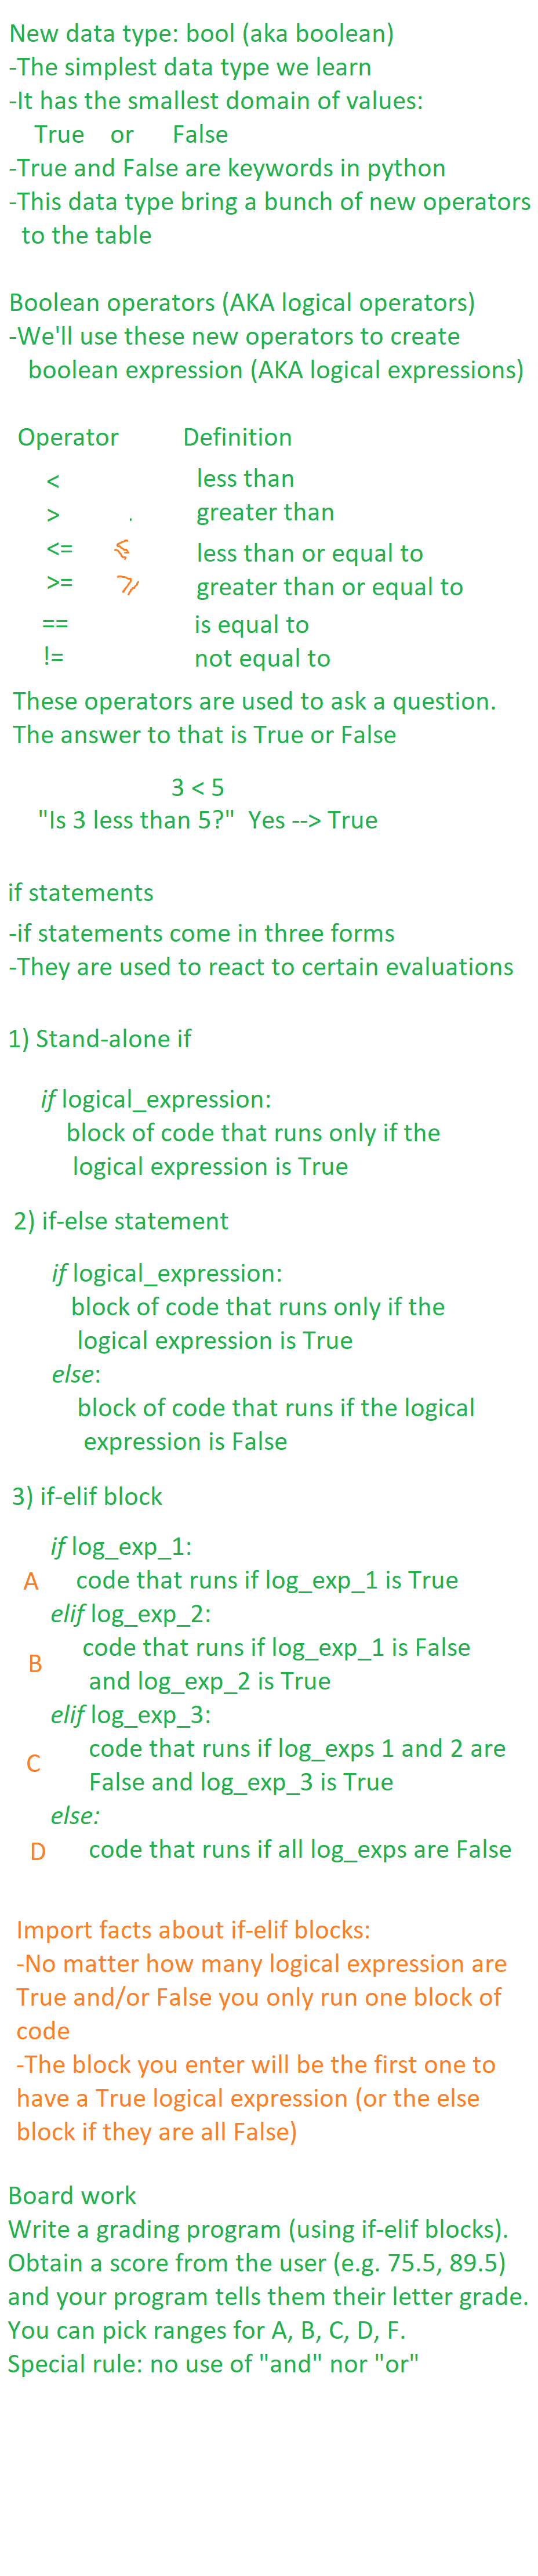 New data type: bool (aka boolean)
-The simplest data type we learn
-It has the smallest domain of values:
True or False
-True and False are keywords in python
-This data type bring a bunch of new operators
to the table
Boolean operators (AKA logical operators)
-We'll use these new operators to create
boolean expression (AKA logical expressions)
Operator Definition
< less than
> greater than
<= ≤ less than or equal to
>= ≥ greater than or equal to
== is equal to
!= not equal to
These operators are used to ask a question.
The answer to that is True or False
3 < 5
"Is 3 less than 5?" Yes --> True
if statements
-if statements come in three forms
-They are used to react to certain evaluations
1) Stand-alone if
if logical_expression:
block of code that runs only if the
logical expression is True
2) if-else statement
if logical_expression:
block of code that runs only if the
logical expression is True
else:
block of code that runs if the logical
expression is False
3) if-elif block
if log_exp_1:
A code that runs if log_exp_1 is True
elif log_exp_2:
B code that runs if log_exp_1 is False
and log_exp_2 is True
elif log_exp_3:
C code that runs if log_exps 1 and 2 are
False and log_exp_3 is True
else:
D code that runs if all log_exps are False
Import facts about if-elif blocks:
-No matter how many logical expression are
True and/or False you only run one block of
code
-The block you enter will be the first one to
have a True logical expression (or the else
block if they are all False)
Board work
Write a grading program (using if-elif blocks).
Obtain a score from the user (e.g. 75.5, 89.5)
and your program tells them their letter grade.
You can pick ranges for A, B, C, D, F.
Special rule: no use of "and" nor "or"